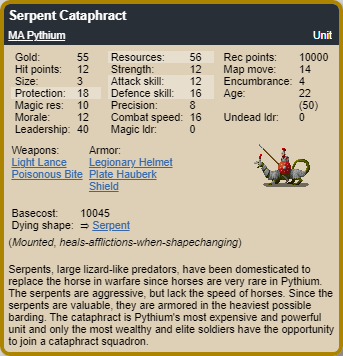 Serpent Cataphract
MA Pythium Unit
Gold: 55 Resources: 56 Rec points: 10000
Hit points: 12 Strength: 12 Map move: 14
Size: 3 Attack skill: 12 Encumbrance: 4
Protection: 18 Defence skill: 16 Age: 22
Magic res: 10 Precision: 8 (50)
Morale: 12 Combat speed: 16 Undead ldr: 0
Leadership: 40 Magic ldr: 0
Weapons: Armor:
Light Lance Legionary Helmet
Poisonous Bite Plate Hauberk
Shield
Basecost: 10045
Dying shape: ⇒ Serpent
(Mounted, heals-afflictions-when-shapechanging)
Serpents, large lizard-like predators, have been domesticated to
replace the horse in warfare since horses are very rare in Pythium.
The serpents are aggressive, but lack the speed of horses. Since the
serpents are valuable, they are armored in the heaviest possible
barding. The cataphract is Pythium's most expensive and powerful
unit and only the most wealthy and elite soldiers have the opportunity
to join a cataphract squadron.